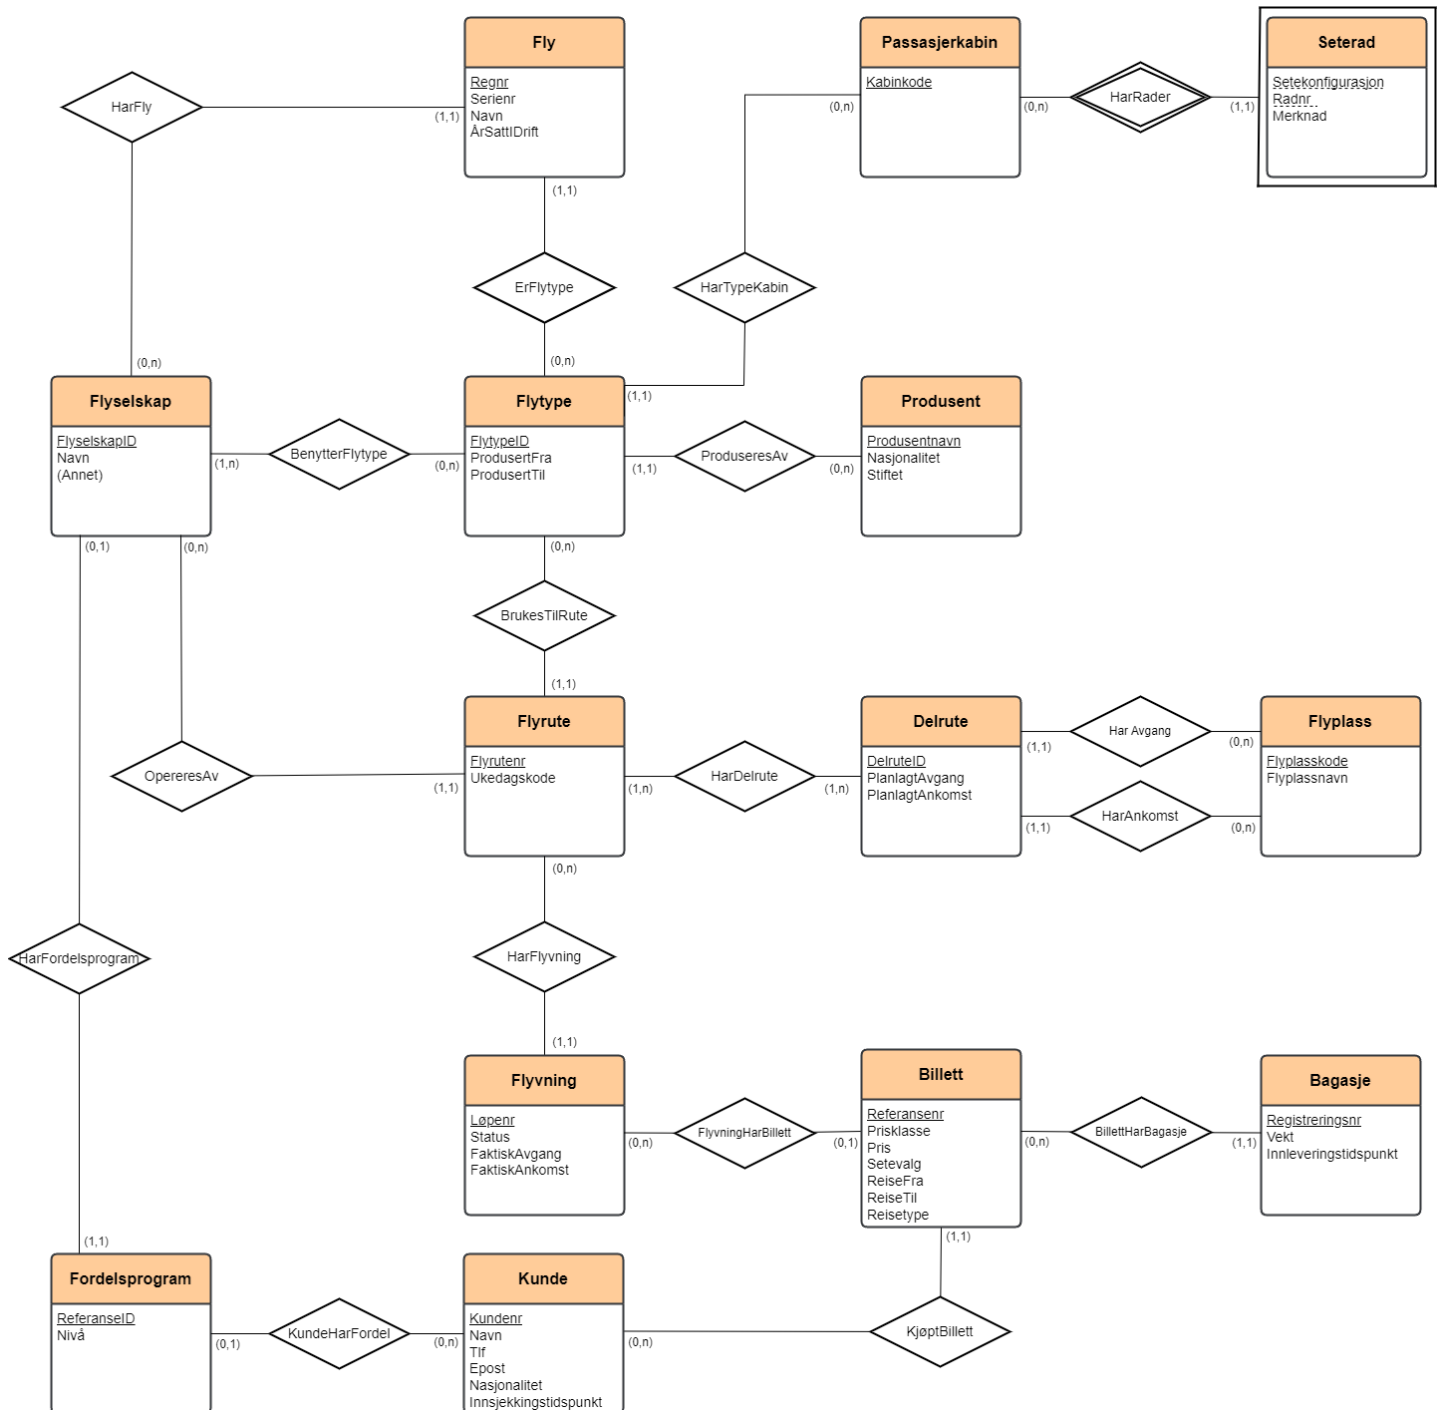 Fly
Regnr
Serienr
Navn
ÅrSattIDrift
Passasjerkabin
Kabinkode
Seterad
Setekonfigurasjon
Radnr
Merknad
HarFly
(1,1)
(0,n)
HarRader
(0,n)
(1,1)
(1,1)
ErFlytype
HarTypeKabin
(0,n)
(0,n)
(1,1)
Flyselskap
FlyselskapID
Navn
(Annet)
(1,n)
BenytterFlytype
(0,n)
Flytype
FlytypeID
ProdusertFra
ProdusertTil
(1,1)
ProduseresAv
(0,n)
Produsent
Produsentnavn
Nasjonalitet
Stiftet
(0,1)
(0,n)
(0,n)
BrukesTilRute
(1,1)
OpereresAv
(1,1)
Flyrute
Flyrutenr
Ukedagskode
(1,n)
HarDelrute
(1,n)
Delrute
DelruteID
PlanlagtAvgang
PlanlagtAnkomst
(1,1)
Har Avgang
(0,n)
(1,1)
HarAnkomst
(0,n)
Flyplass
Flyplasskode
Flyplassnavn
(0,n)
HarFordelsprogram
HarFlyvning
(1,1)
Flyvning
Løpenr
Status
FaktiskAvgang
FaktiskAnkomst
(0,n)
FlyvningHarBillett
(0,1)
Billett
Referansenr
Prisklasse
Pris
Setevalg
ReiseFra
ReiseTil
Reisetype
(0,n)
BillettHarBagasje
(1,1)
Bagasje
Registreringsnr
Vekt
Innleveringstidspunkt
(1,1)
(1,1)
Fordelsprogram
ReferanseID
Nivå
(0,1)
KundeHarFordel
(0,n)
Kunde
Kundenr
Navn
Tlf
Epost
Nasjonalitet
Innsjekkingstidspunkt
(0,n)
KjøptBillett